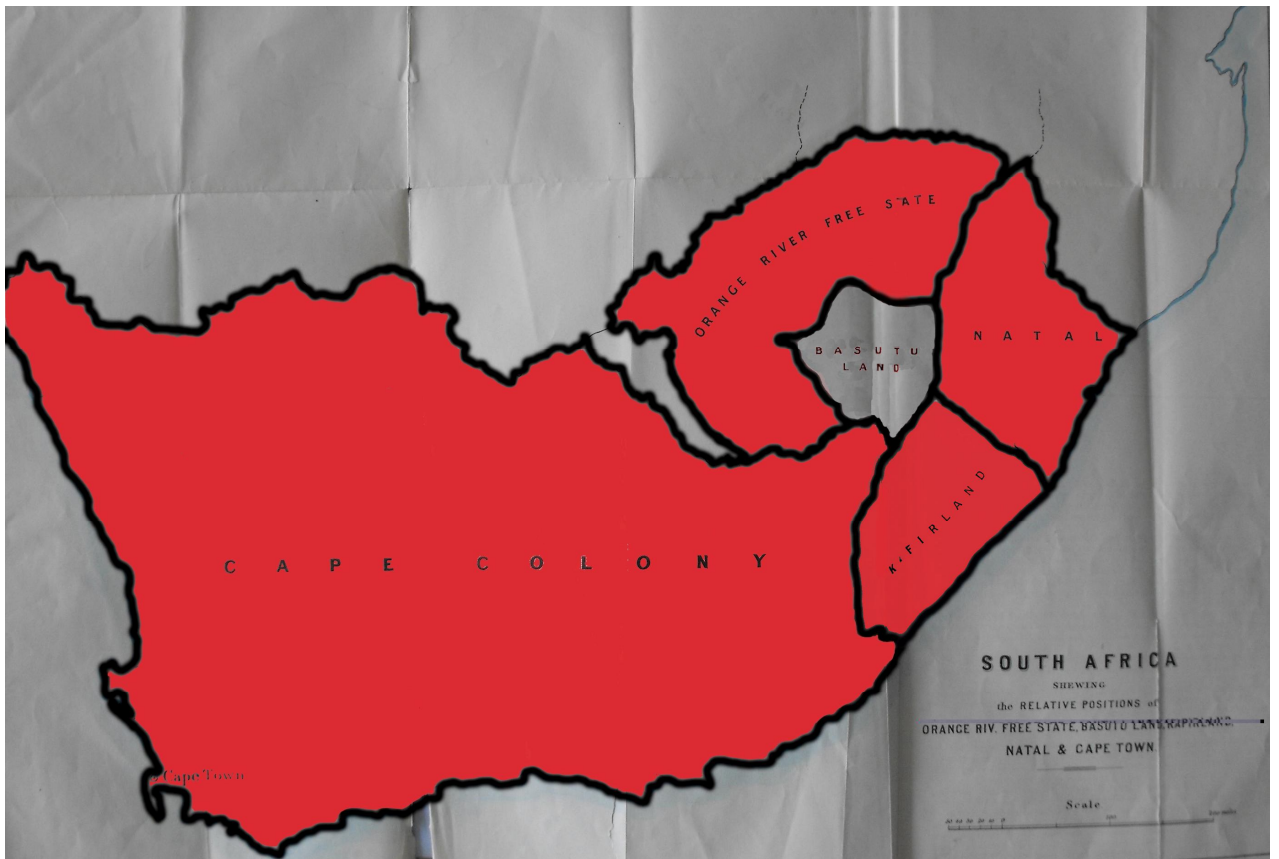 ORANGE RIVER FREE STATE
NATAL
BASUTU
LAND
K*FIRLAND
CAPE COLONY
Cape Town
SOUTH AFRICA
SHEWING
the RELATIVE POSITIONS of
ORANGE RIV. FREE STATE, BASUTO LAND,
NATAL & CAPE TOWN.
Scale